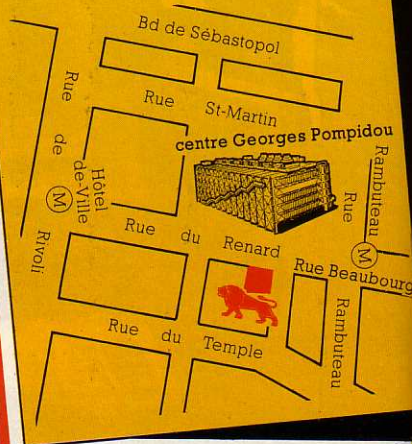 Bd de Sébastopol
Rue St-Martin
centre Georges Pompidou
Rue de Rivoli
Hôtel
de-Ville
M
Rue Rambuteau
M
Rue du Renard
Rue Beaubourg
Rue du Temple
Rambuteau